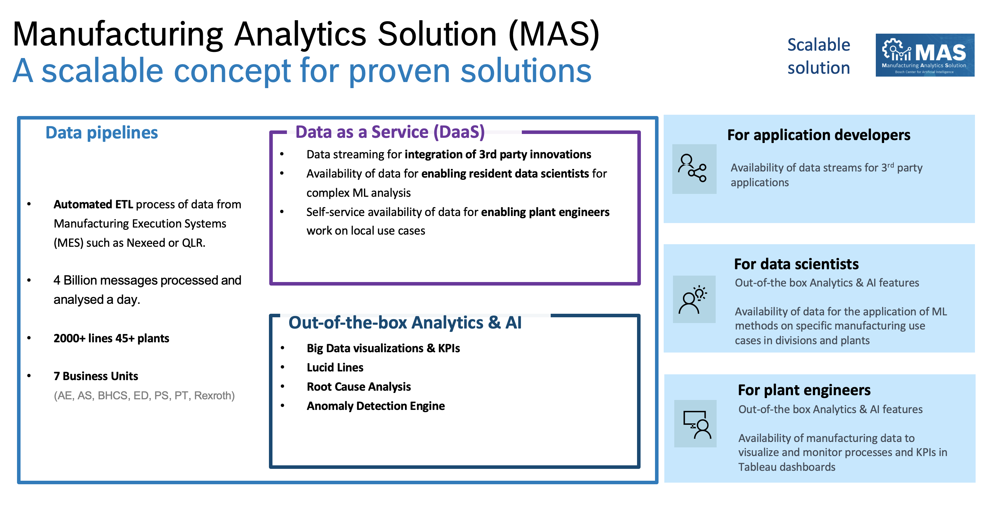 Manufacturing Analytics Solution (MAS)
A scalable concept for proven solutions
Scalable
solution
MAS
Manufacturing Analytics Solution
Bosch Center for Artificial Intelligence
Data pipelines
• Automated ETL process of data from
Manufacturing Execution Systems
(MES) such as Nexeed or QLR.
• 4 Billion messages processed and
analysed a day.
• 2000+ lines 45+ plants
• 7 Business Units
(AE, AS, BHCS, ED, PS, PT, Rexroth)
Data as a Service (DaaS)
• Data streaming for integration of 3rd party innovations
• Availability of data for enabling resident data scientists for
complex ML analysis
• Self-service availability of data for enabling plant engineers
work on local use cases
Out-of-the-box Analytics & AI
• Big Data visualizations & KPIs
• Lucid Lines
• Root Cause Analysis
• Anomaly Detection Engine
For application developers
Availability of data streams for 3rd party
applications
For data scientists
Out-of-the box Analytics & AI features
Availability of data for the application of ML
methods on specific manufacturing use
cases in divisions and plants
For plant engineers
Out-of-the box Analytics & AI features
Availability of manufacturing data to
visualize and monitor processes and KPIs in
Tableau dashboards